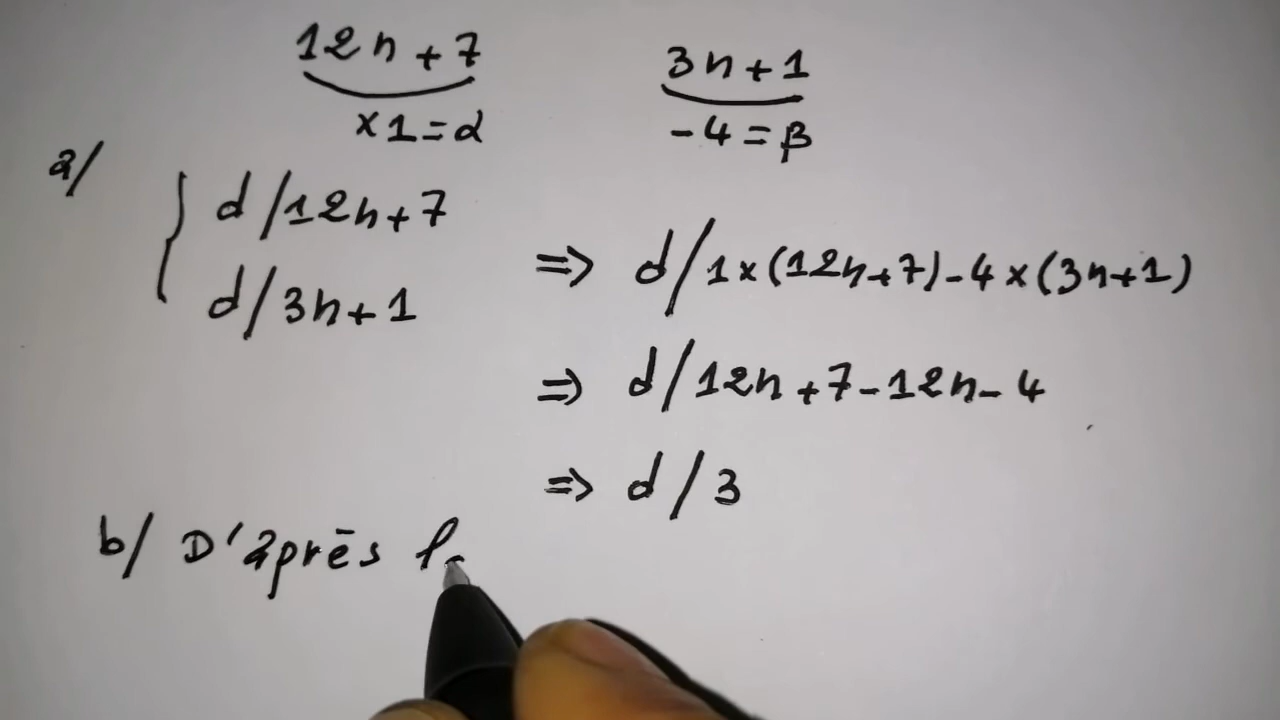 12n+7 3n+1
×1=α -4=β
a/ { d/12n+7
d/3n+1
=> d/1×(12n+7)-4×(3n+1)
=> d/12n+7-12n-4
=> d/3
b/ D'après